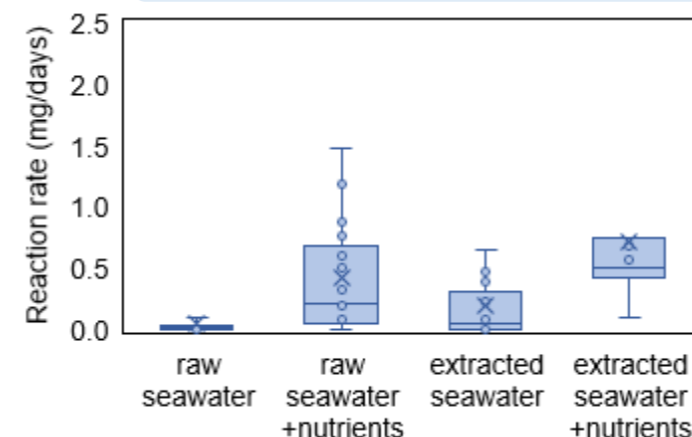 Reaction rate (mg/days)
2.5
2.0
1.5
1.0
0.5
0.0
raw
seawater
raw
seawater
+nutrients
extracted
seawater
extracted
seawater
+nutrients